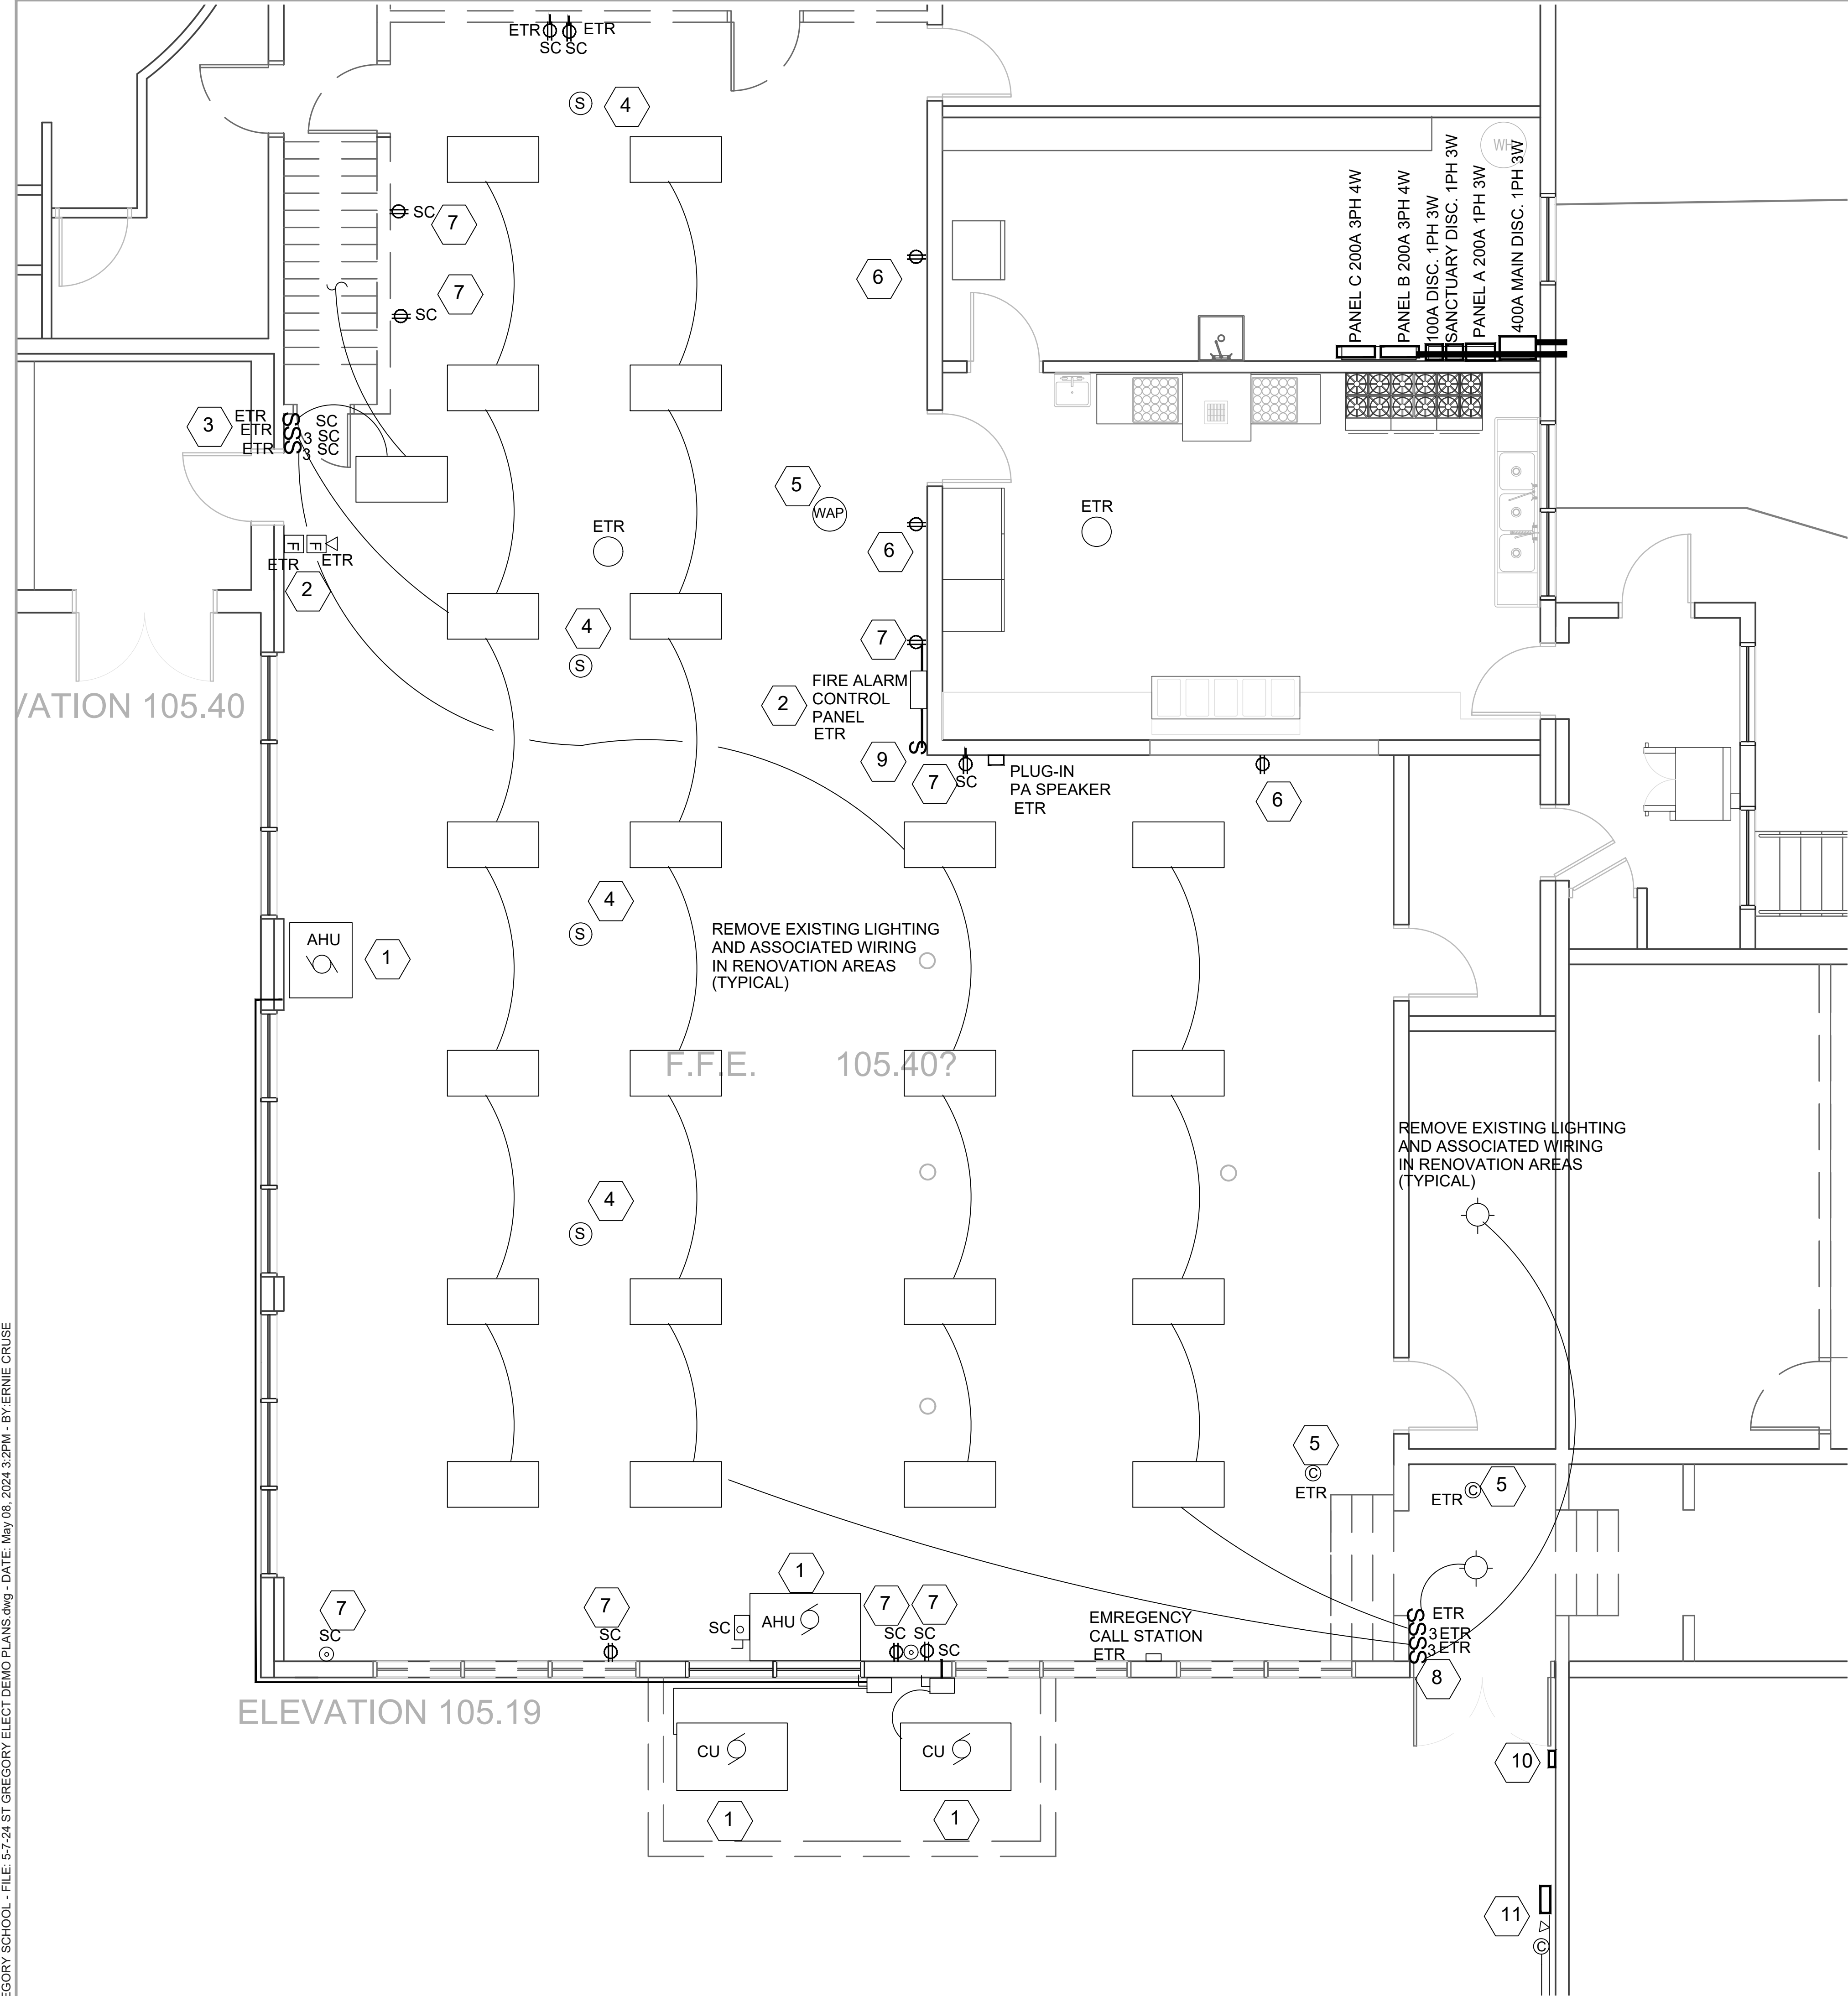 ETR
ETR
SC SC
S
4
WH
PANEL C 200A 3PH 4W
PANEL B 200A 3PH 4W
100A DISC. 1PH 3W
SANCTUARY DISC. 1PH 3W
PANEL A 200A 1PH 3W
400A MAIN DISC. 1PH 3W
SC
7
7
SC
6
3
ETR
ETR
ETR
SSS
3
3
SC
SC
SC
5
WAP
ETR
ETR
6
F
F
ETR
ETR
2
4
S
7
VATION 105.40
2
FIRE ALARM
CONTROL
PANEL
ETR
9
S
7
SC
PLUG-IN
PA SPEAKER
ETR
6
4
S
AHU
1
REMOVE EXISTING LIGHTING
AND ASSOCIATED WIRING
IN RENOVATION AREAS
(TYPICAL)
F.F.E. 105.40?
REMOVE EXISTING LIGHTING
AND ASSOCIATED WIRING
IN RENOVATION AREAS
(TYPICAL)
4
S
5
C
ETR
ETR
C
5
1
7
SC
7
SC
SC
AHU
7
7
SC
SC
SC
EMREGENCY
CALL STATION
ETR
SSSS
ETR
3 ETR
3 ETR
8
ELEVATION 105.19
CU
CU
1
1
10
11
C
EGORY SCHOOL - FILE: 5-7-24 ST GREGORY ELECT DEMO PLANS.dwg - DATE: May 08, 2024 3:2PM - BY:ERNIE CRUSE